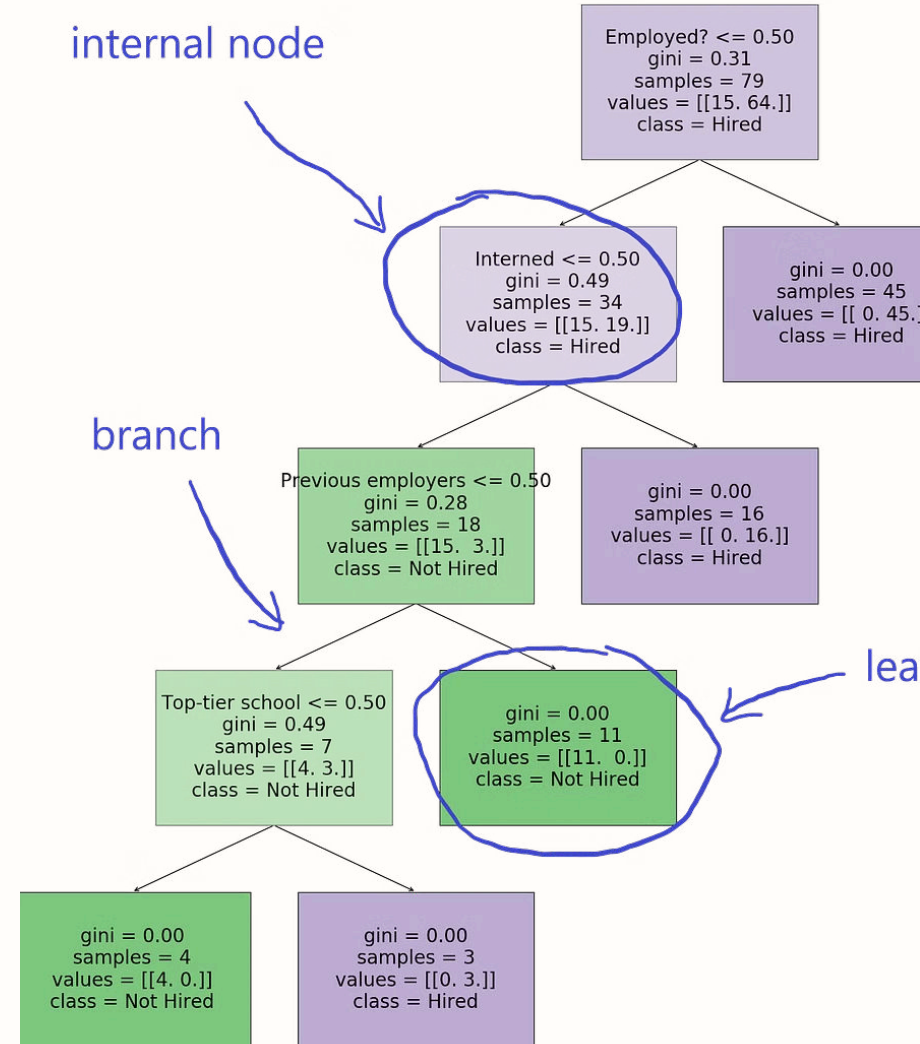 internal node
Employed? <= 0.50
gini = 0.31
samples = 79
values = [[15. 64.]]
class = Hired
Interned <= 0.50
gini = 0.49
samples = 34
values = [[15. 19.]]
class = Hired
gini = 0.00
samples = 45
values = [[ 0. 45.]
class = Hired
branch
Previous employers <= 0.50
gini = 0.28
samples = 18
values = [[15.  3.]]
class = Not Hired
gini = 0.00
samples = 16
values = [[ 0. 16.]]
class = Hired
Top-tier school <= 0.50
gini = 0.49
samples = 7
values = [[4. 3.]]
class = Not Hired
gini = 0.00
samples = 11
values = [[11.  0.]]
class = Not Hired
lea
gini = 0.00
samples = 4
values = [[4. 0.]]
class = Not Hired
gini = 0.00
samples = 3
values = [[0. 3.]]
class = Hired